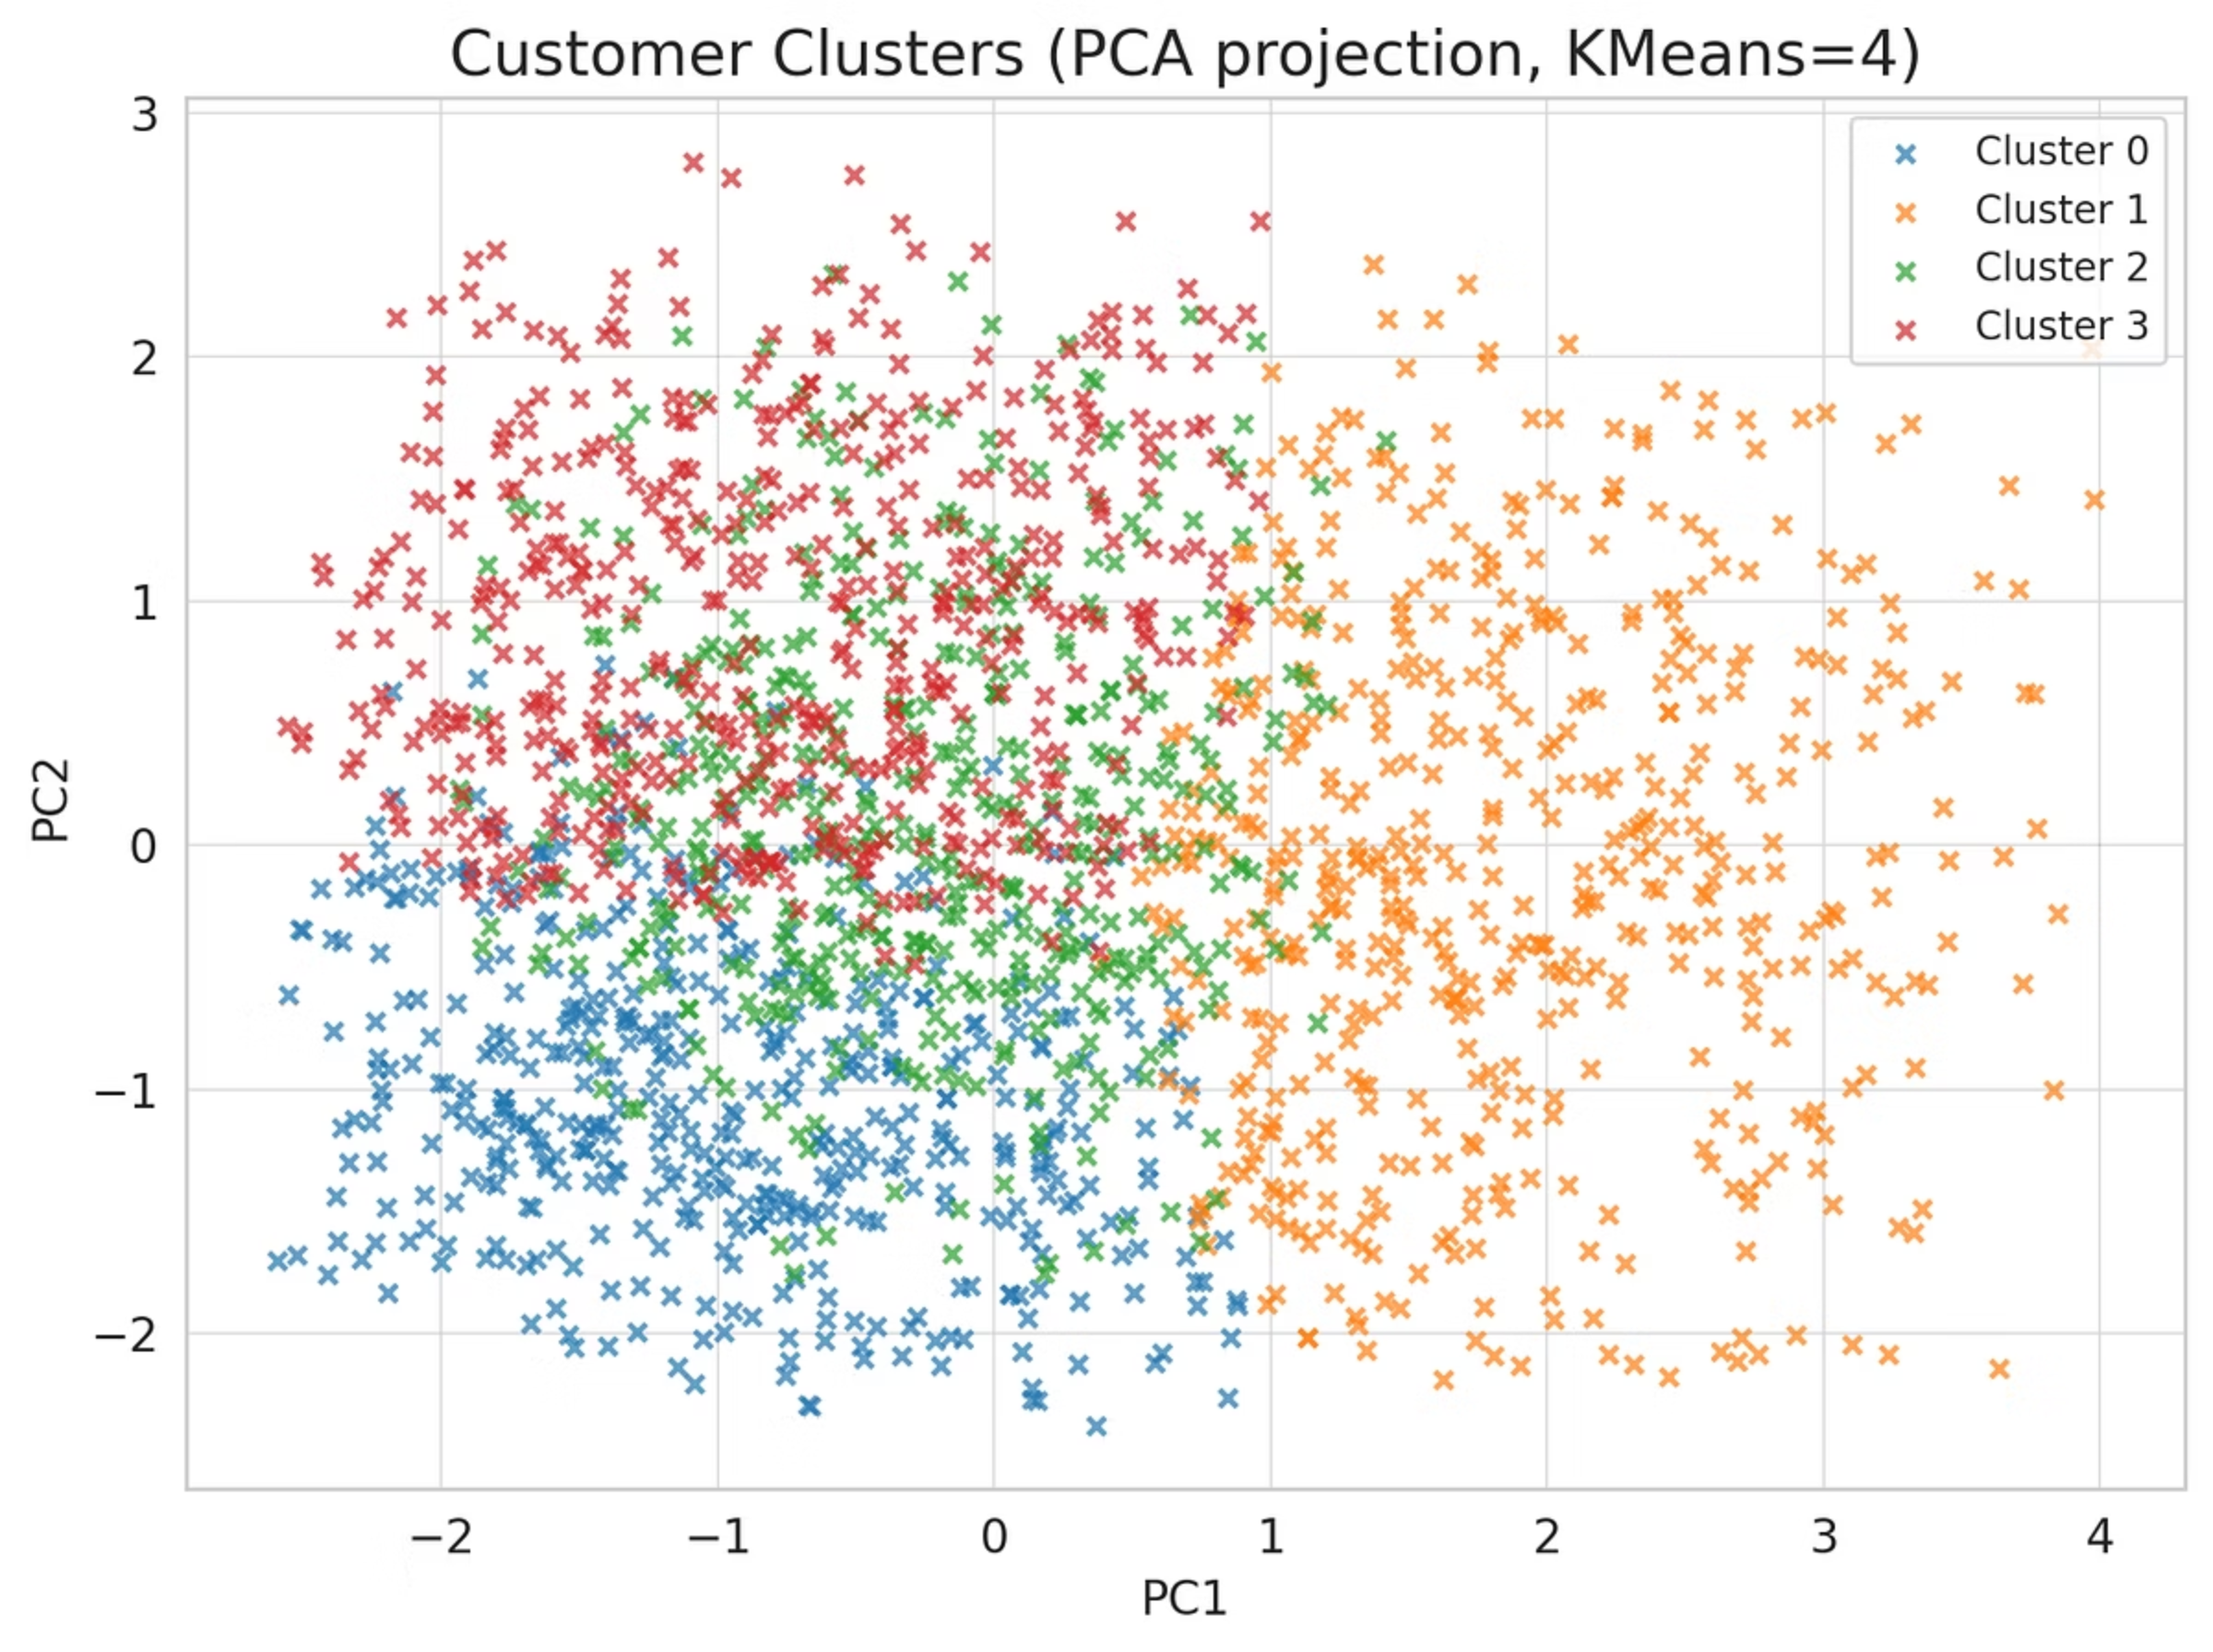 Customer Clusters (PCA projection, KMeans=4)
Cluster 0
Cluster 1
Cluster 2
Cluster 3
3
2
1
0
−1
−2
PC2
−2 −1 0 1 2 3 4
PC1